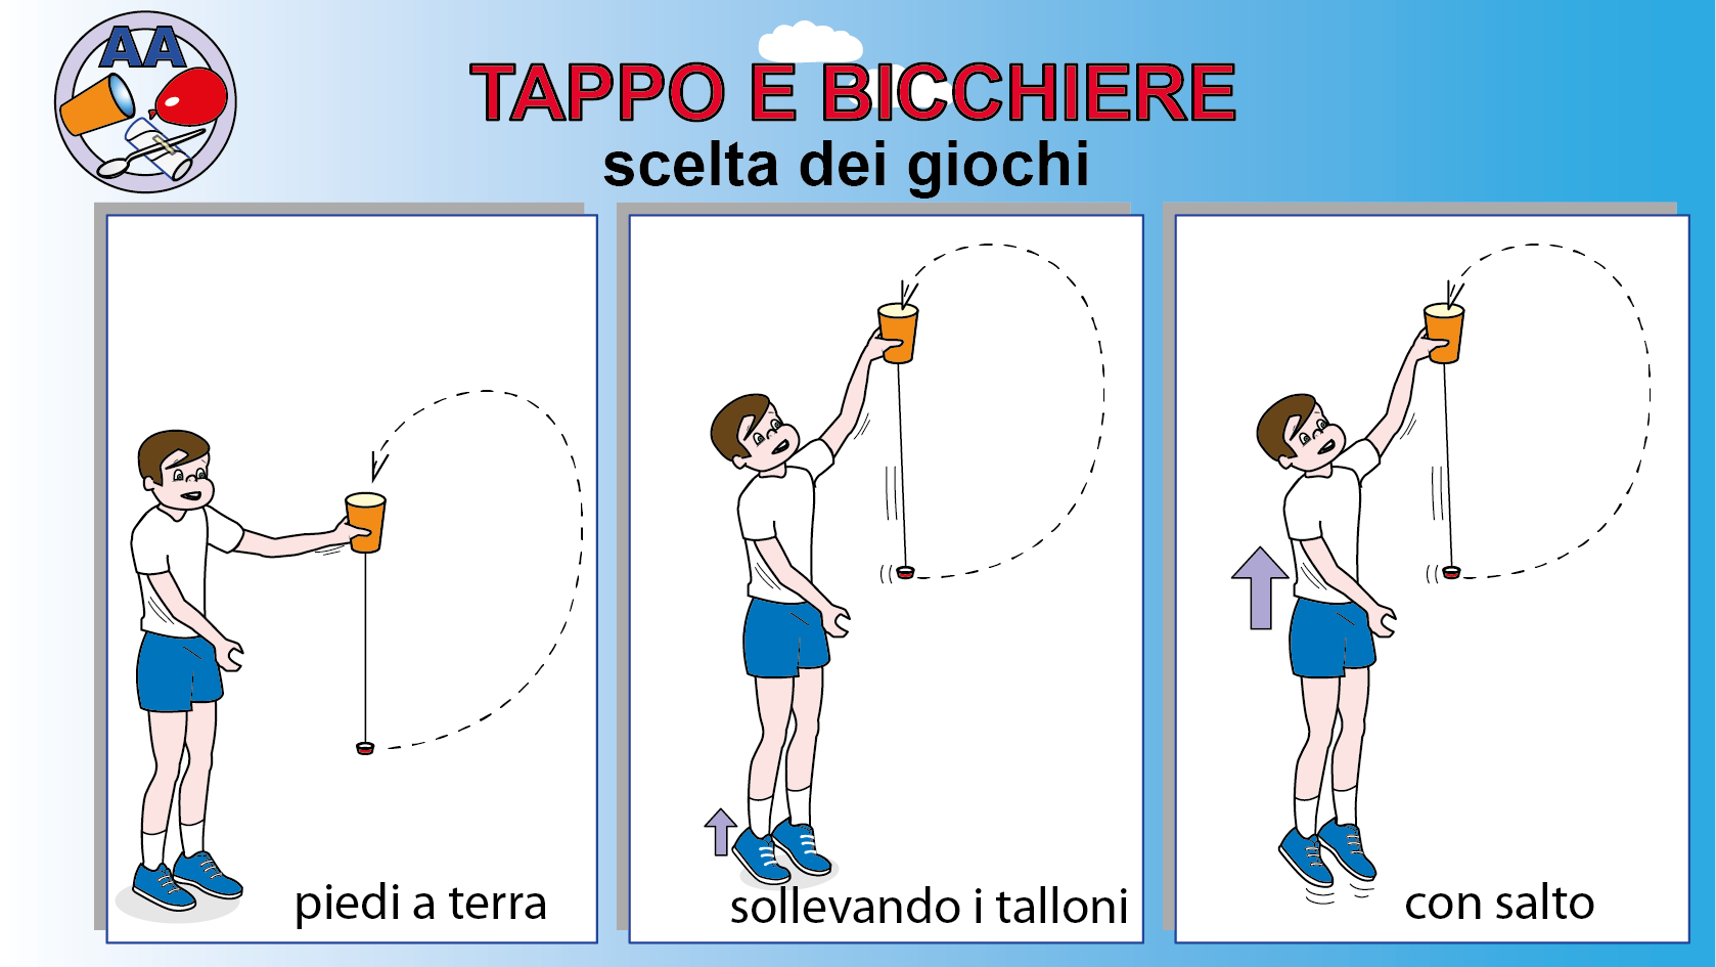 AA
TAPPO E BICCHIERE
scelta dei giochi
piedi a terra
sollevando i talloni
con salto